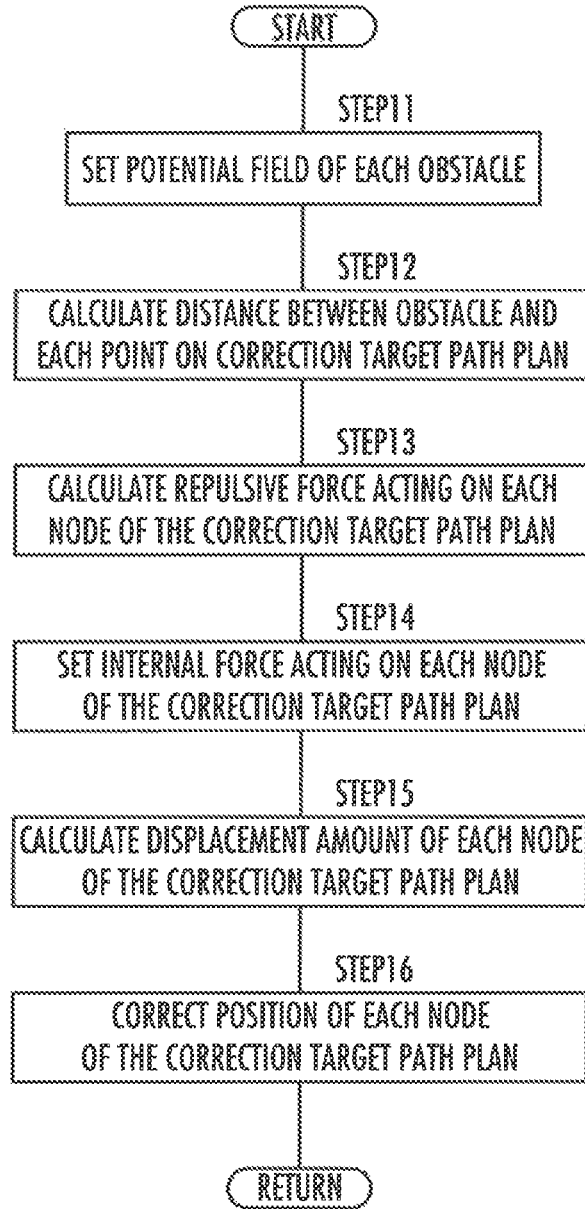 START
STEP11
SET POTENTIAL FIELD OF EACH OBSTACLE
STEP12
CALCULATE DISTANCE BETWEEN OBSTACLE AND
EACH POINT ON CORRECTION TARGET PATH PLAN
STEP13
CALCULATE REPULSIVE FORCE ACTING ON EACH
NODE OF THE CORRECTION TARGET PATH PLAN
STEP14
SET INTERNAL FORCE ACTING ON EACH NODE
OF THE CORRECTION TARGET PATH PLAN
STEP15
CALCULATE DISPLACEMENT AMOUNT OF EACH NODE
OF THE CORRECTION TARGET PATH PLAN
STEP16
CORRECT POSITION OF EACH NODE
OF THE CORRECTION TARGET PATH PLAN
RETURN